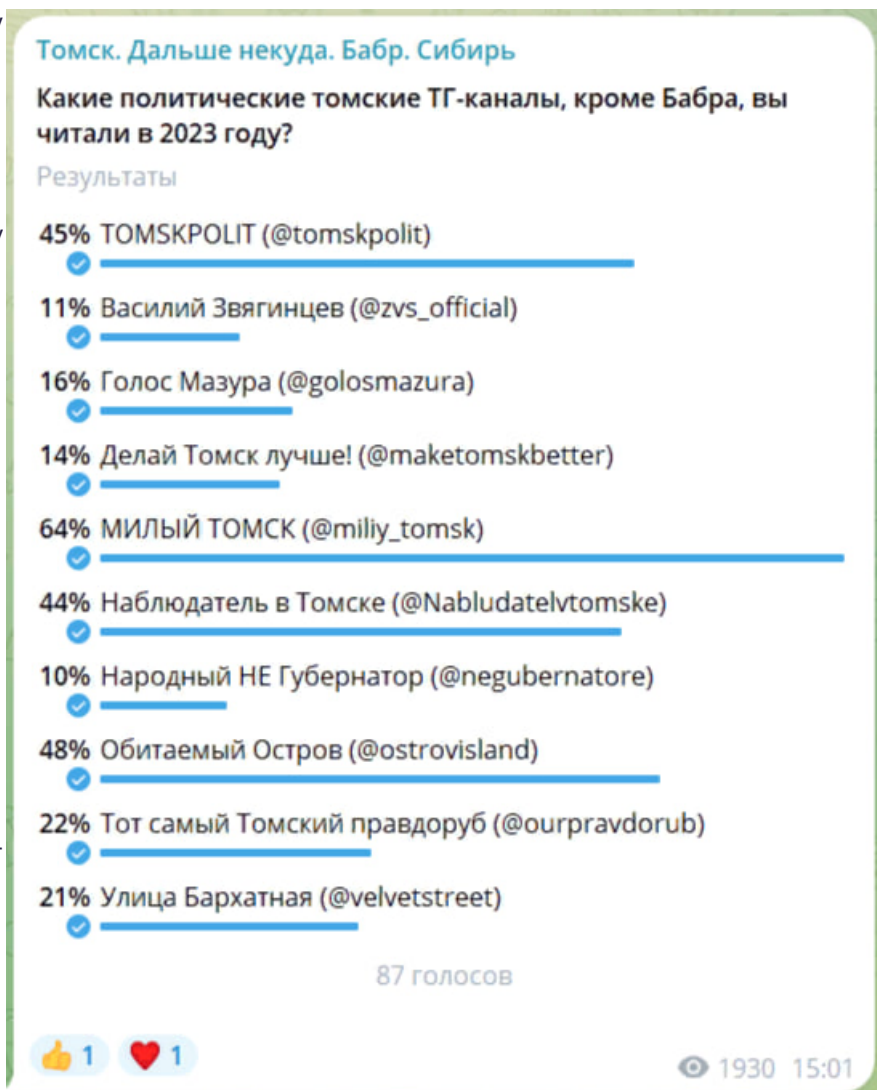 Томск. Дальше некуда. Бабр. Сибирь
Какие политические томские ТГ-каналы, кроме Бабра, вы
читали в 2023 году?
Результаты
45% TOMSKPOLIT (@tomskpolit)
11% Василий Звягинцев (@zvs_official)
16% Голос Мазура (@golosmazura)
14% Делай Томск лучше! (@maketomskbetter)
64% МИЛЫЙ ТОМСК (@miliy_tomsk)
44% Наблюдатель в Томске (@Nabludatelvtomske)
10% Народный НЕ Губернатор (@negubernatore)
48% Обитаемый Остров (@ostrovisland)
22% Тот самый Томский правдоруб (@ourpravdorub)
21% Улица Бархатная (@velvetstreet)
87 голосов
👍 1 ❤️ 1 1930 15:01